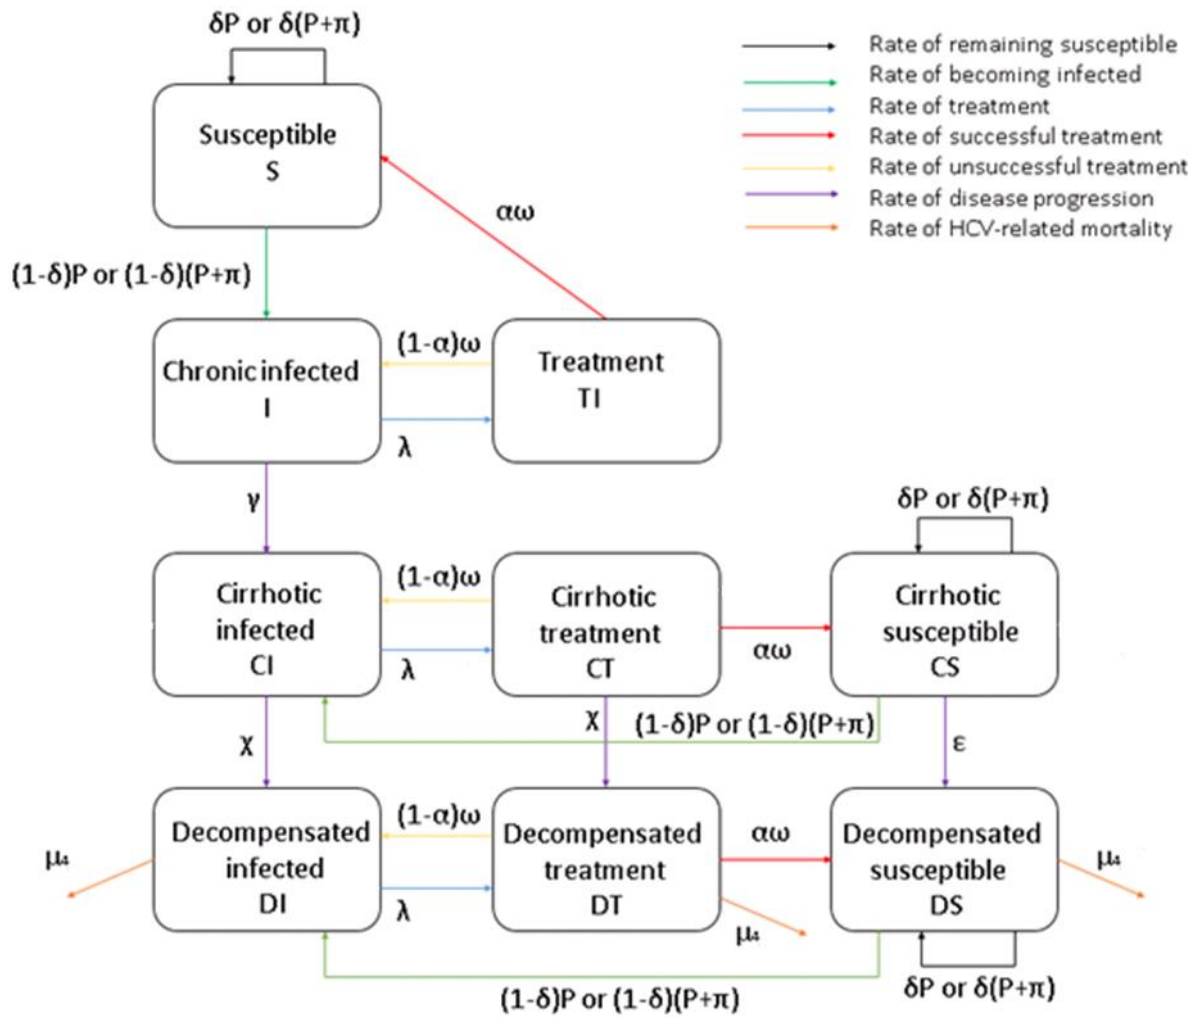 δP or δ(P+π)
Susceptible
S
Rate of remaining susceptible
Rate of becoming infected
Rate of treatment
Rate of successful treatment
Rate of unsuccessful treatment
Rate of disease progression
Rate of HCV-related mortality
αω
(1-δ)P or (1-δ)(P+π)
Chronic infected
I
(1-α)ω
λ
Treatment
TI
γ
δP or δ(P+π)
Cirrhotic
infected
CI
(1-α)ω
λ
Cirrhotic
treatment
CT
αω
Cirrhotic
susceptible
CS
χ
χ
(1-δ)P or (1-δ)(P+π)
ε
μ₄
Decompensated
infected
DI
(1-α)ω
λ
Decompensated
treatment
DT
αω
μ₄
Decompensated
susceptible
DS
μ₄
(1-δ)P or (1-δ)(P+π)
δP or δ(P+π)